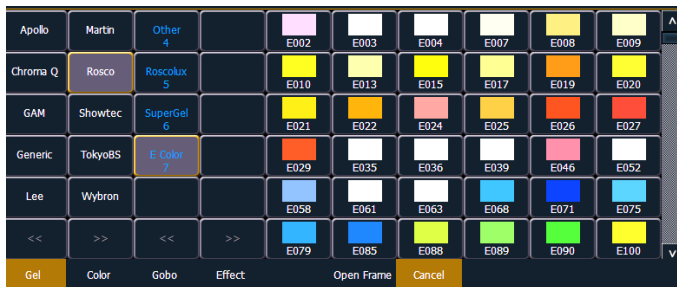 Apollo Martin Other E002 E003 E004 E007 E008 E009
4
Chroma Q Rosco Roscolux E010 E013 E015 E017 E019 E020
5
GAM Showtec SuperGel E021 E022 E024 E025 E026 E027
6
Generic TokyoBS E Color E029 E035 E036 E039 E046 E052
7
Lee Wybron E058 E061 E063 E068 E071 E075
<< >> << >> E079 E085 E088 E089 E090 E100
Gel Color Gobo Effect Open Frame Cancel